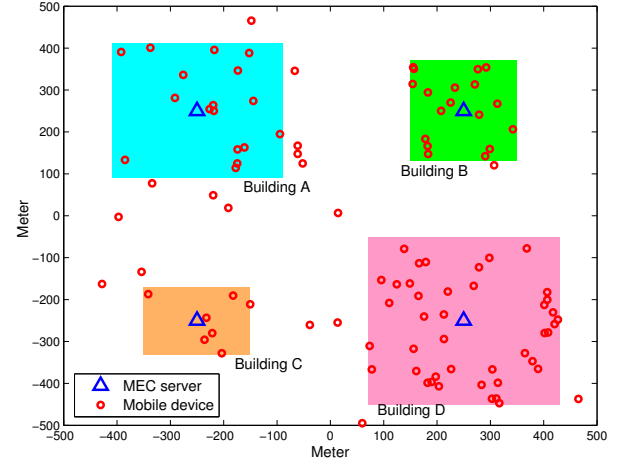 500
400
300
200
100
0
−100
−200
−300
−400
−500
Meter
Building A
Building B
Building C
Building D
MEC server
Mobile device
−500 −400 −300 −200 −100 0 100 200 300 400 500
Meter